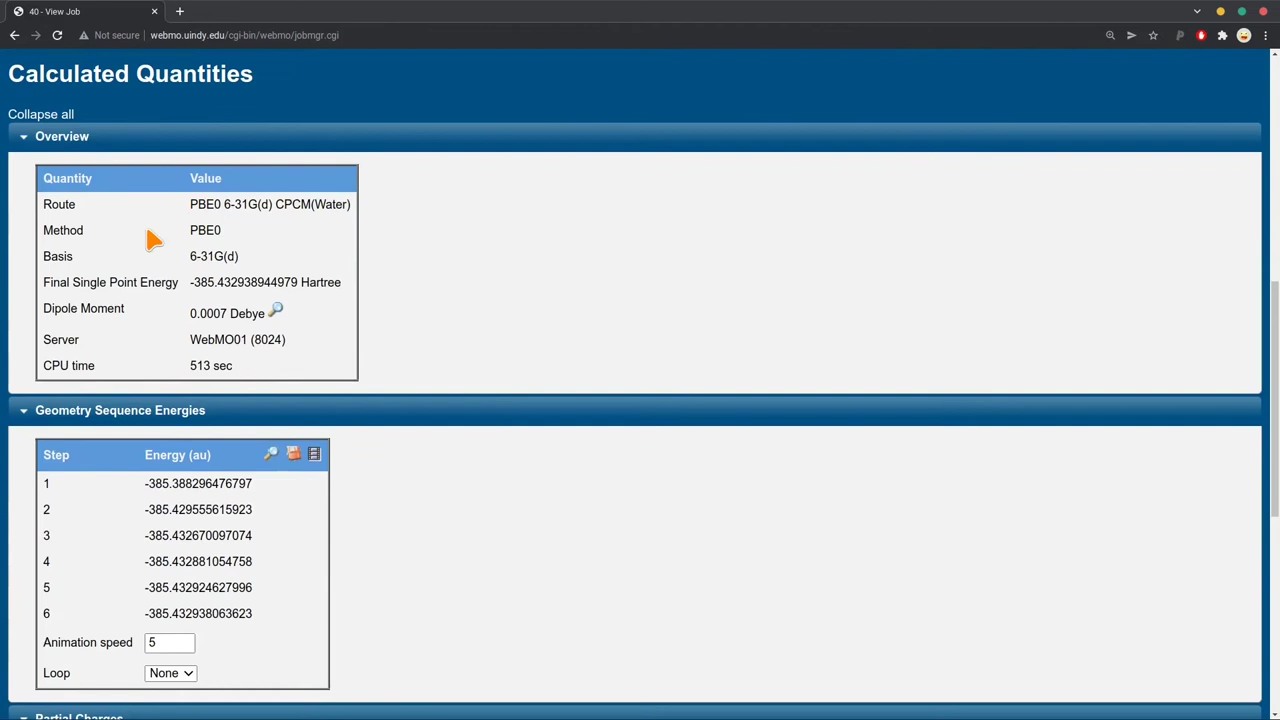 40 - View Job
Not secure | webmo.uindy.edu/cgi-bin/webmo/jobmgr.cgi
Calculated Quantities
Collapse all
Overview
Quantity Value
Route PBE0 6-31G(d) CPCM(Water)
Method PBE0
Basis 6-31G(d)
Final Single Point Energy -385.432938944979 Hartree
Dipole Moment 0.0007 Debye
Server WebMO01 (8024)
CPU time 513 sec
Geometry Sequence Energies
Step Energy (au)
1 -385.388296476797
2 -385.429555615923
3 -385.432670097074
4 -385.432881054758
5 -385.432924627996
6 -385.432938063623
Animation speed 5
Loop None
Partial Charges